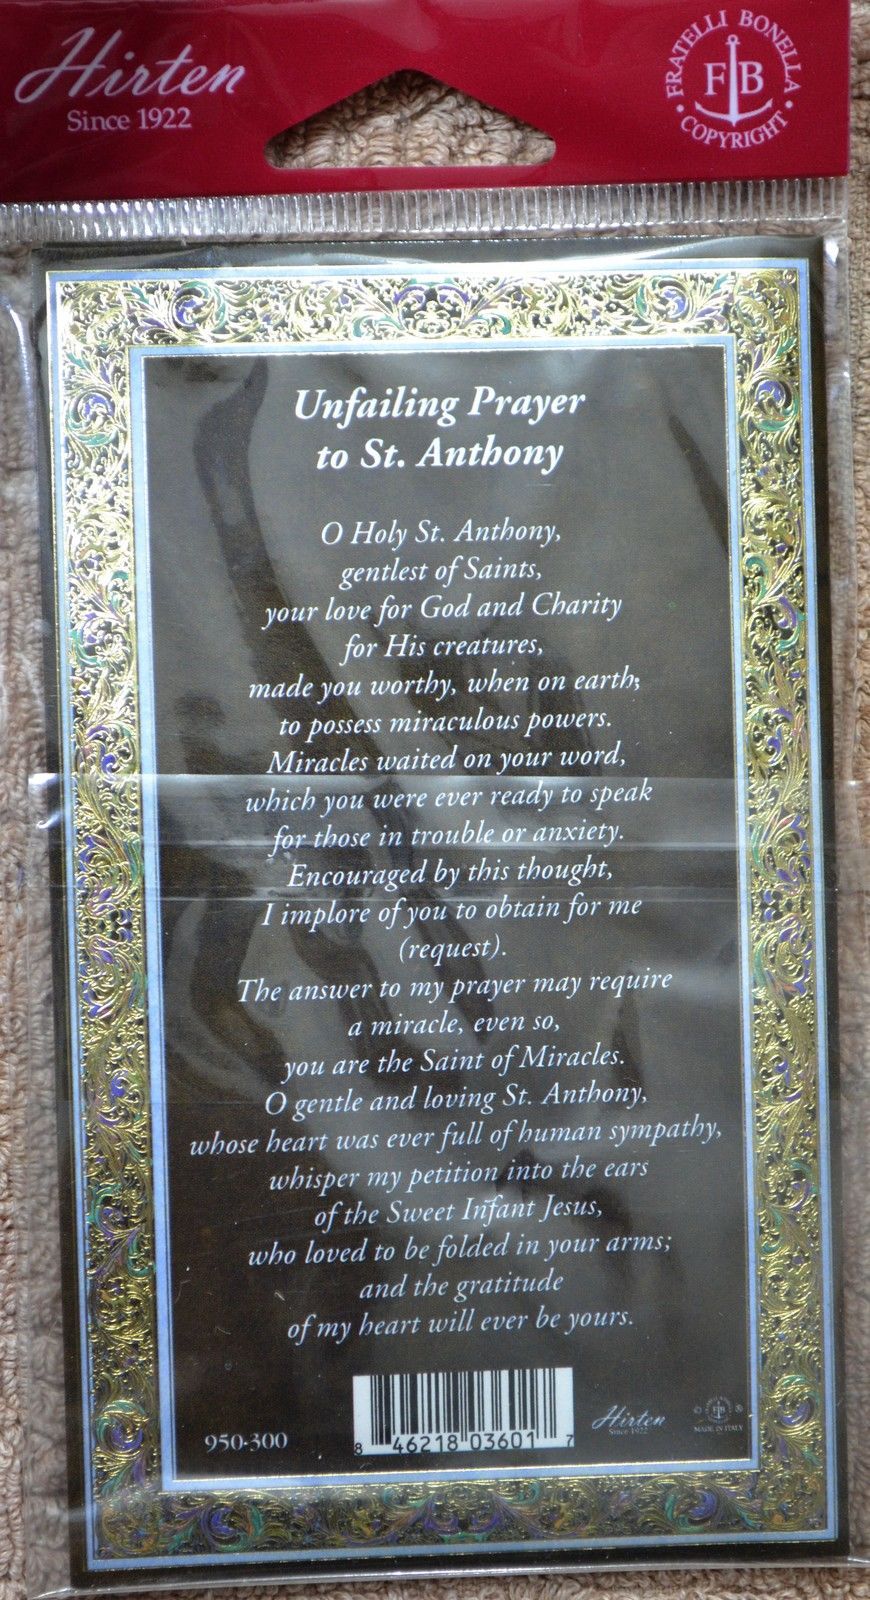 Hirten
Since 1922
FRATELLI BONELLA
FB
COPYRIGHT
Unfailing Prayer
to St. Anthony
O Holy St. Anthony,
gentlest of Saints,
your love for God and Charity
for His creatures,
made you worthy, when on earth;
to possess miraculous powers.
Miracles waited on your word,
which you were ever ready to speak
for those in trouble or anxiety.
Encouraged by this thought,
I implore of you to obtain for me
(request).
The answer to my prayer may require
a miracle, even so,
you are the Saint of Miracles.
O gentle and loving St. Anthony,
whose heart was ever full of human sympathy,
whisper my petition into the ears
of the Sweet Infant Jesus,
who loved to be folded in your arms;
and the gratitude
of my heart will ever be yours.
950-300
8 46218 03601 7
Hirten
Since 1922
© FB ®
MADE IN ITALY